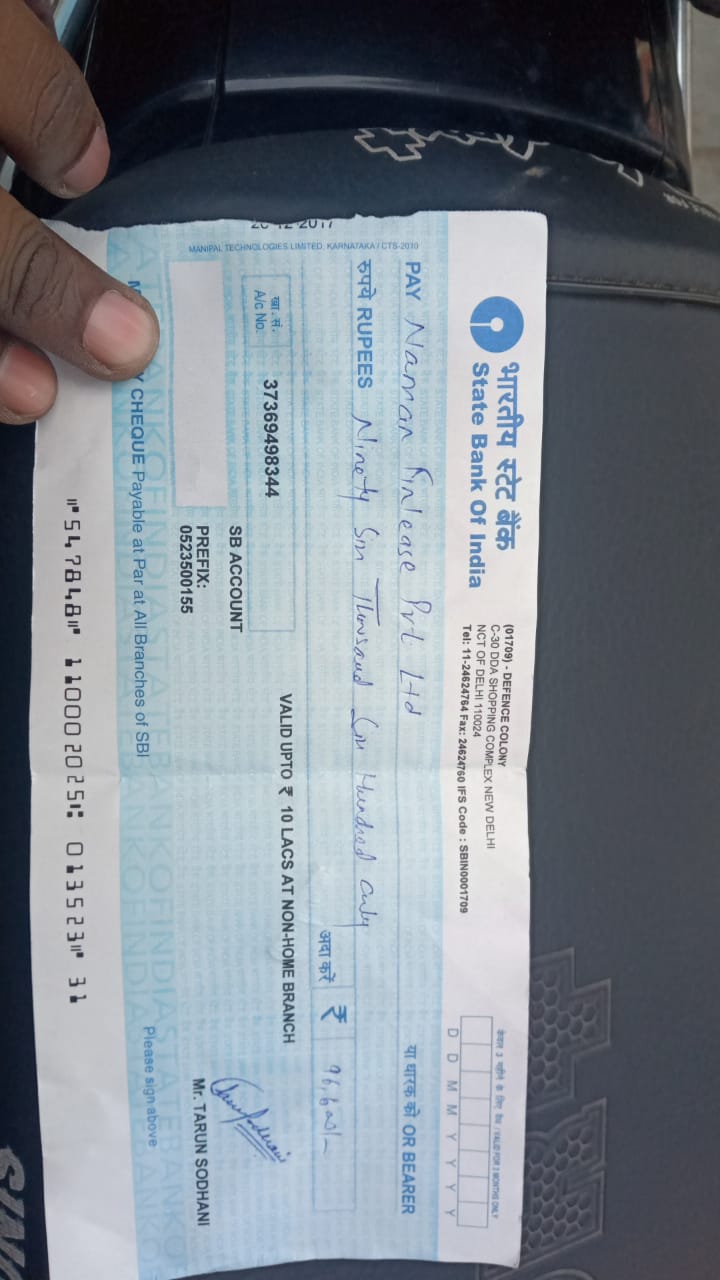 भारतीय स्टेट बैंक
State Bank Of India
(01709) - DEFENCE COLONY
C-30 DDA SHOPPING COMPLEX NEW DELHI
NCT OF DELHI 110024
Tel: 11-24624764 Fax: 24624760 IFS Code : SBIN0001709
केवल 3 महीने के लिए वैध / VALID FOR 3 MONTHS ONLY
D D M M Y Y Y Y
PAY Naman Finlease Pvt Ltd
या धारक को OR BEARER
रुपये RUPEES Ninety Six Thousand Six Hundred only
अदा करें ₹ 96,600/-
खा. सं.
A/c No.
37369498344
VALID UPTO ₹ 10 LACS AT NON-HOME BRANCH
SB ACCOUNT
PREFIX:
0523500155
Mr. TARUN SODHANI
Please sign above
CHEQUE Payable at Par at All Branches of SBI
MANIPAL TECHNOLOGIES LIMITED, KARNATAKA / CTS-2010
⑈547848⑈ 110002025⑆ 013523⑈ 31